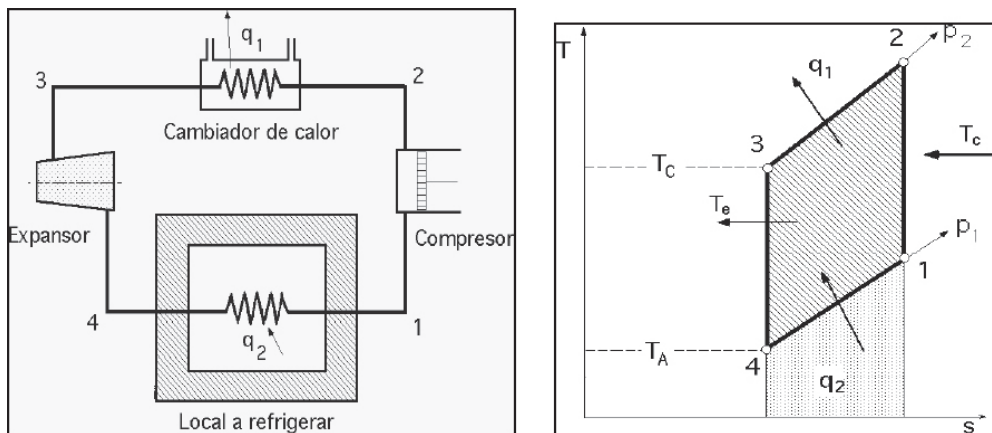 q1
3
2
Cambiador de calor
Expansor
Compresor
4
1
q2
Local a refrigerar
T
2
p2
q1
3
TC
Tc
Te
p1
1
TA
4
q2
s